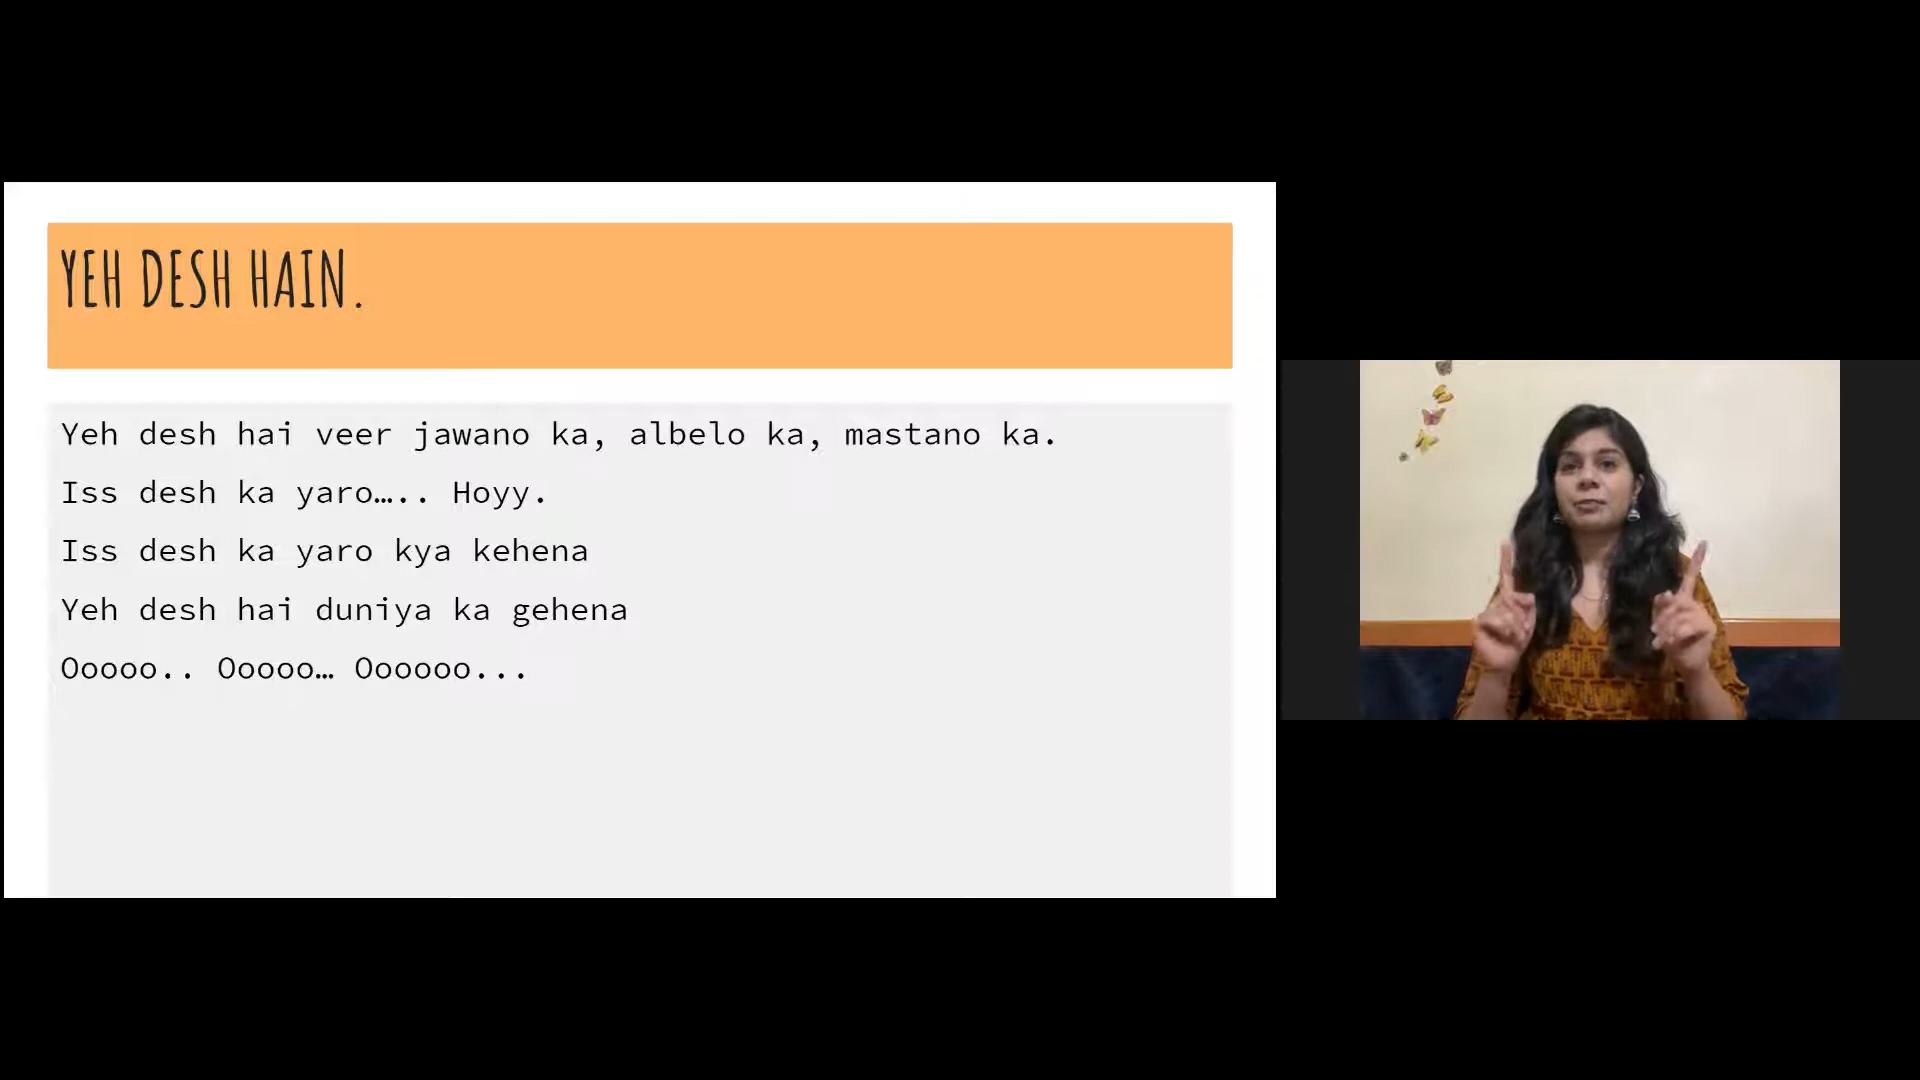 YEH DESH HAIN.
Yeh desh hai veer jawano ka, albelo ka, mastano ka.
Iss desh ka yaro….. Hoyy.
Iss desh ka yaro kya kehena
Yeh desh hai duniya ka gehena
Ooooo.. Ooooo… Oooooo...